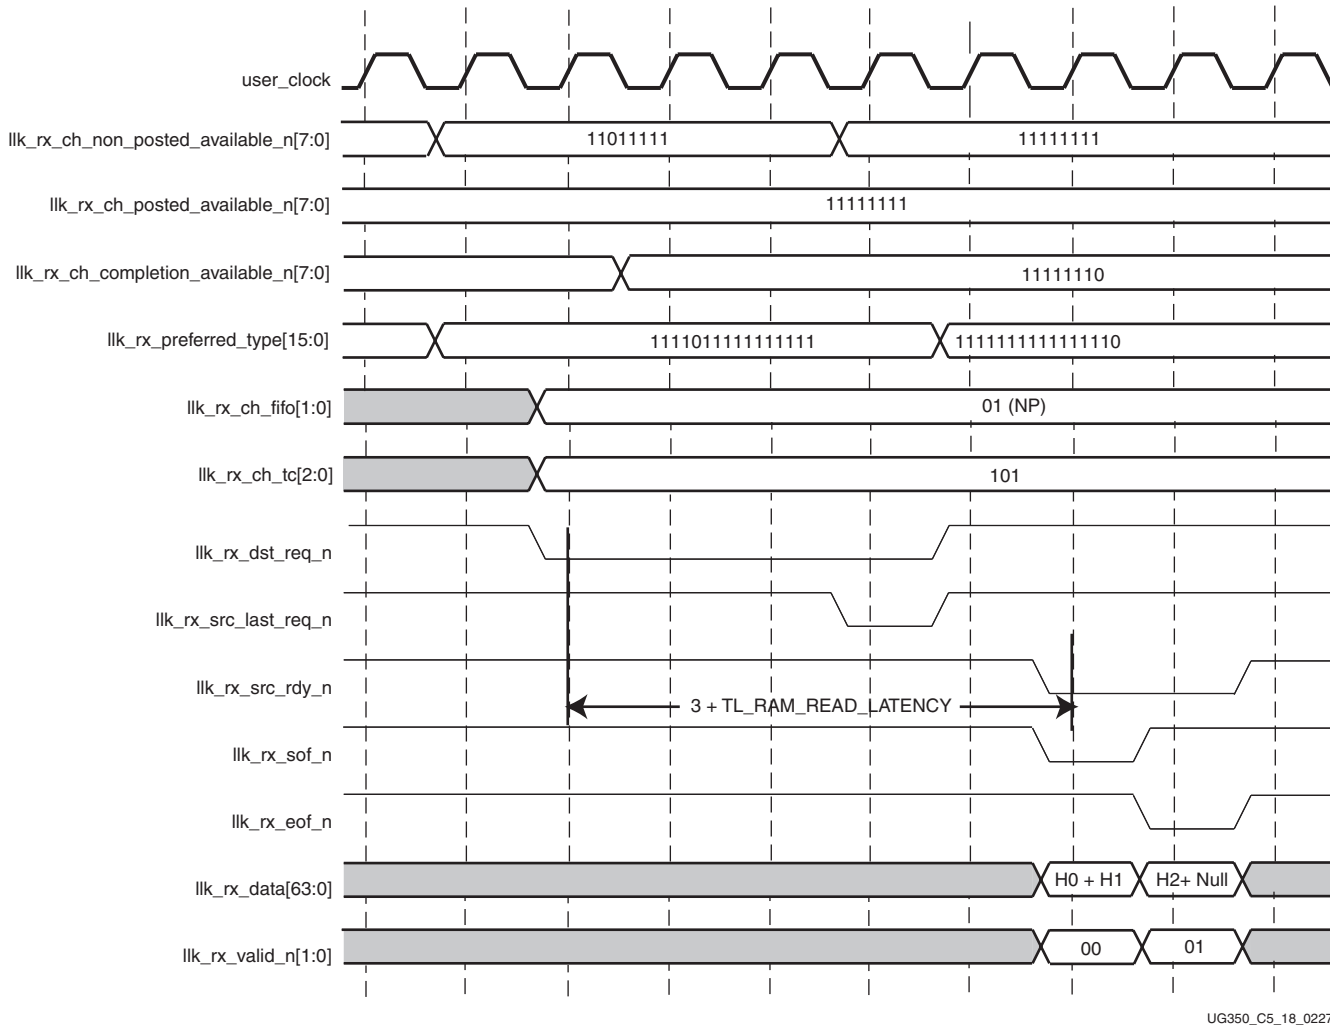 user_clock
llk_rx_ch_non_posted_available_n[7:0] 11011111 11111111
llk_rx_ch_posted_available_n[7:0] 11111111
llk_rx_ch_completion_available_n[7:0] 11111110
llk_rx_preferred_type[15:0] 1111011111111111 1111111111111110
llk_rx_ch_fifo[1:0] 01 (NP)
llk_rx_ch_tc[2:0] 101
llk_rx_dst_req_n
llk_rx_src_last_req_n
llk_rx_src_rdy_n
3 + TL_RAM_READ_LATENCY
llk_rx_sof_n
llk_rx_eof_n
llk_rx_data[63:0] H0 + H1 H2+ Null
llk_rx_valid_n[1:0] 00 01
UG350_C5_18_0227